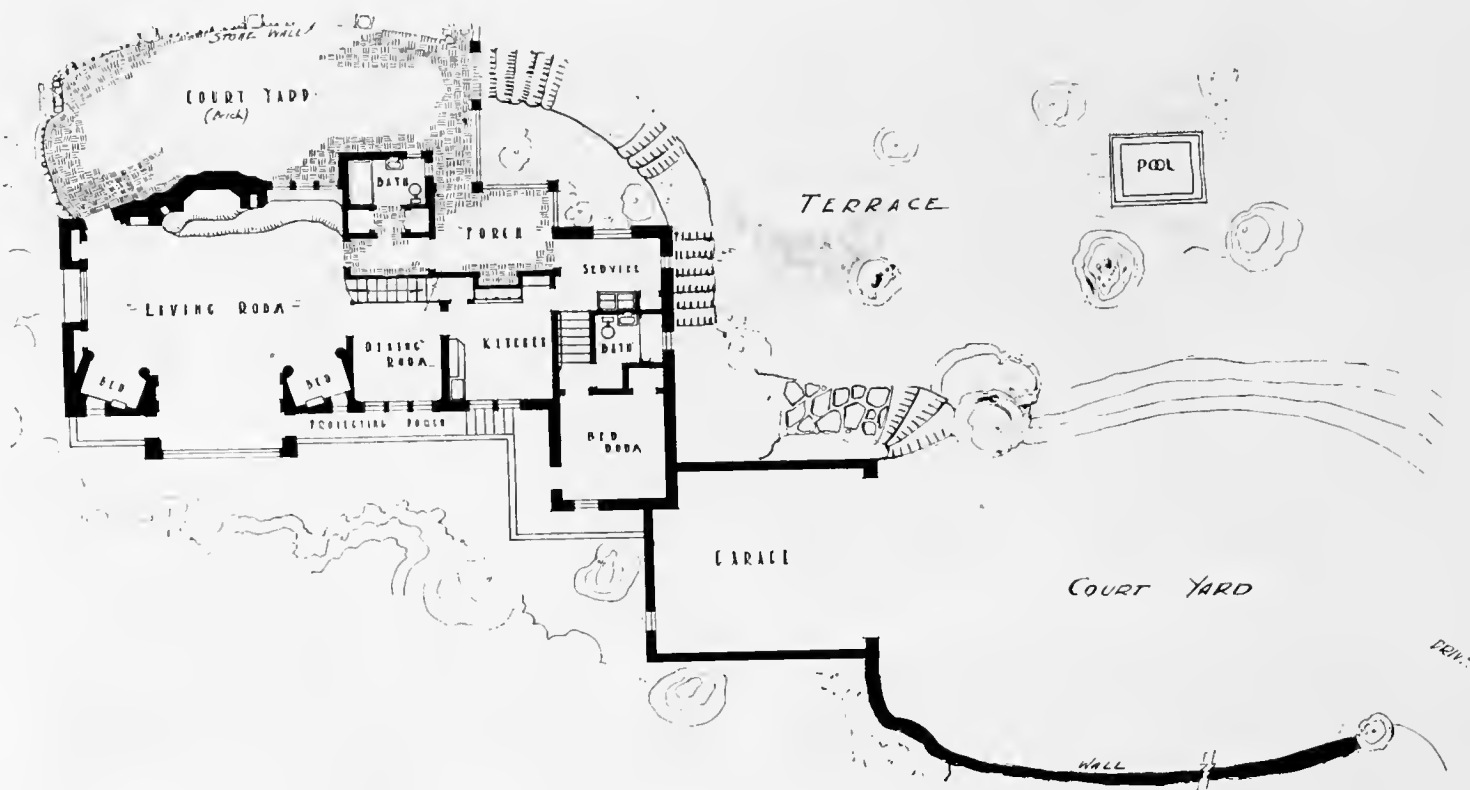 STONE WALL
COURT YARD
(Brick)
BATH
POOL
TERRACE
PORCH
SERVICE
LIVING ROOM
DINING
ROOM
KITCHEN
BATH
BED
BED
PROJECTING PORCH
BED
ROOM
GARAGE
COURT YARD
WALL